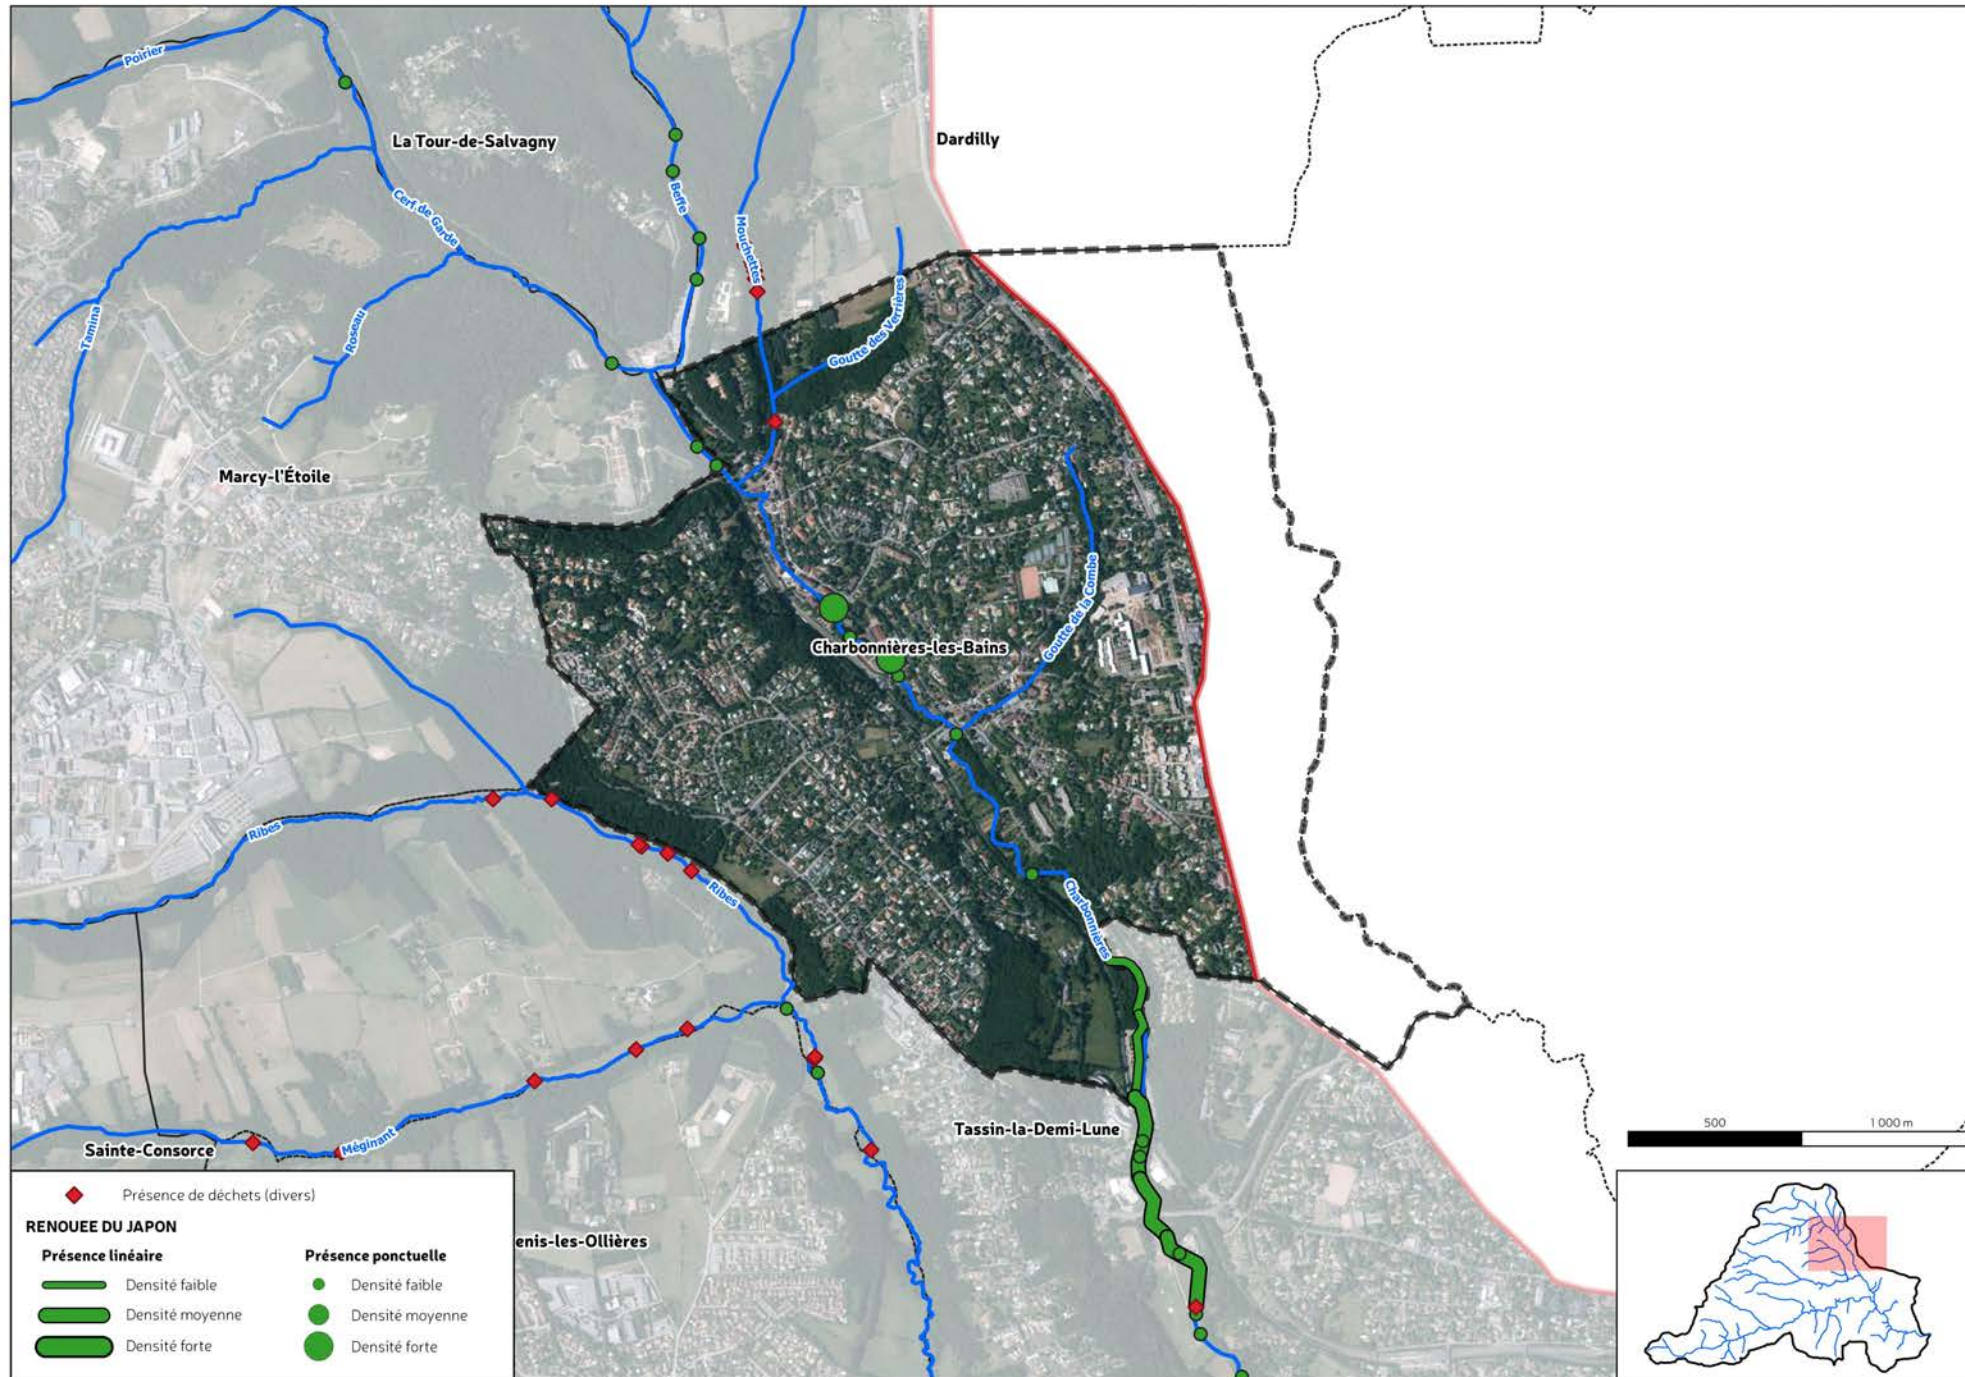 Poirier
La Tour-de-Salvagny
Dardilly
Cerf de Garde
Beffe
Mouchettes
Goutte des Verrières
Tamina
Roseau
Marcy-l'Étoile
Goutte de la Combe
Charbonnières-les-Bains
Ribes
Ribes
Charbonnières
Tassin-la-Demi-Lune
Méginant
Sainte-Consorce
enis-les-Ollières
500
1 000 m
Présence de déchets (divers)
RENOUEE DU JAPON
Présence linéaire
Densité faible
Densité moyenne
Densité forte
Présence ponctuelle
Densité faible
Densité moyenne
Densité forte